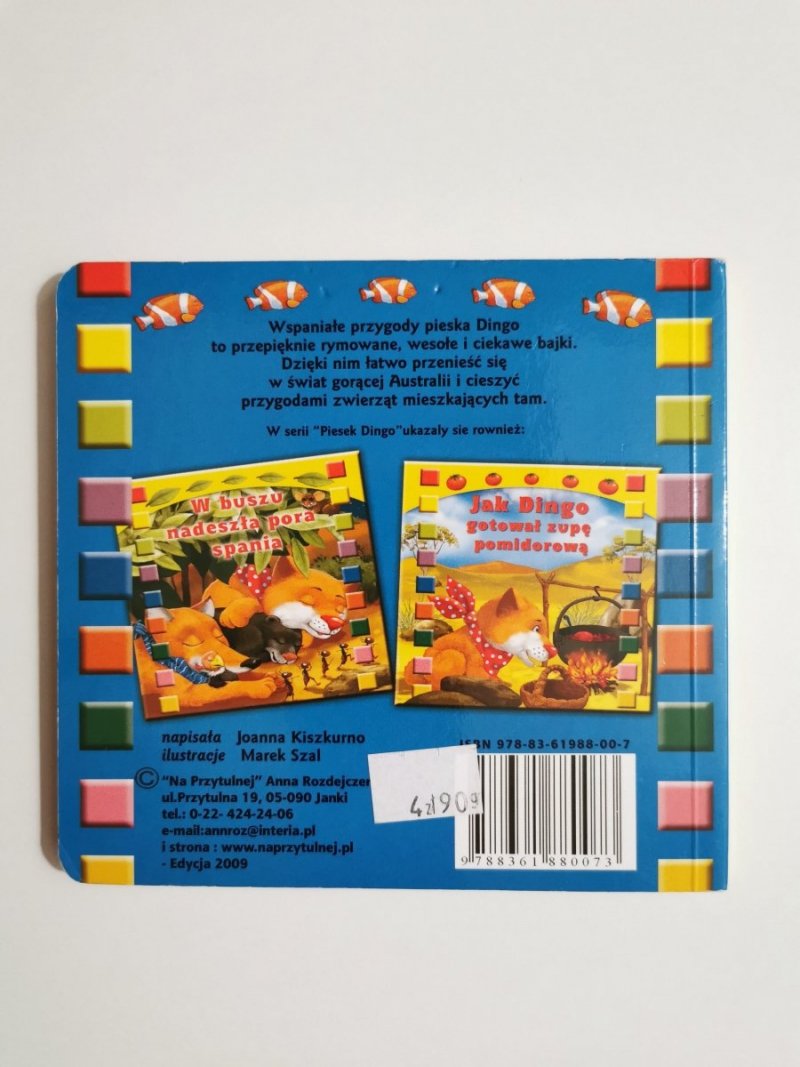 Wspaniałe przygody pieska Dingo
to przepięknie rymowane, wesołe i ciekawe bajki.
Dzięki nim łatwo przenieść się
w świat gorącej Australii i cieszyć
przygodami zwierząt mieszkających tam.
W serii "Piesek Dingo"ukazaly sie rownież:
W buszu
nadeszła pora
spania
Jak Dingo
gotował zupę
pomidorową
napisała Joanna Kiszkurno
ilustracje Marek Szal
ISBN 978-83-61988-00-7
© "Na Przytulnej" Anna
ul.Przytulna 19, 05-090 Janki
tel.: 0-22- 424-24-06
e-mail:annroz@interia.pl
i strona : www.naprzytulnej.pl
- Edycja 2009
4zł90g
9 788361 880073